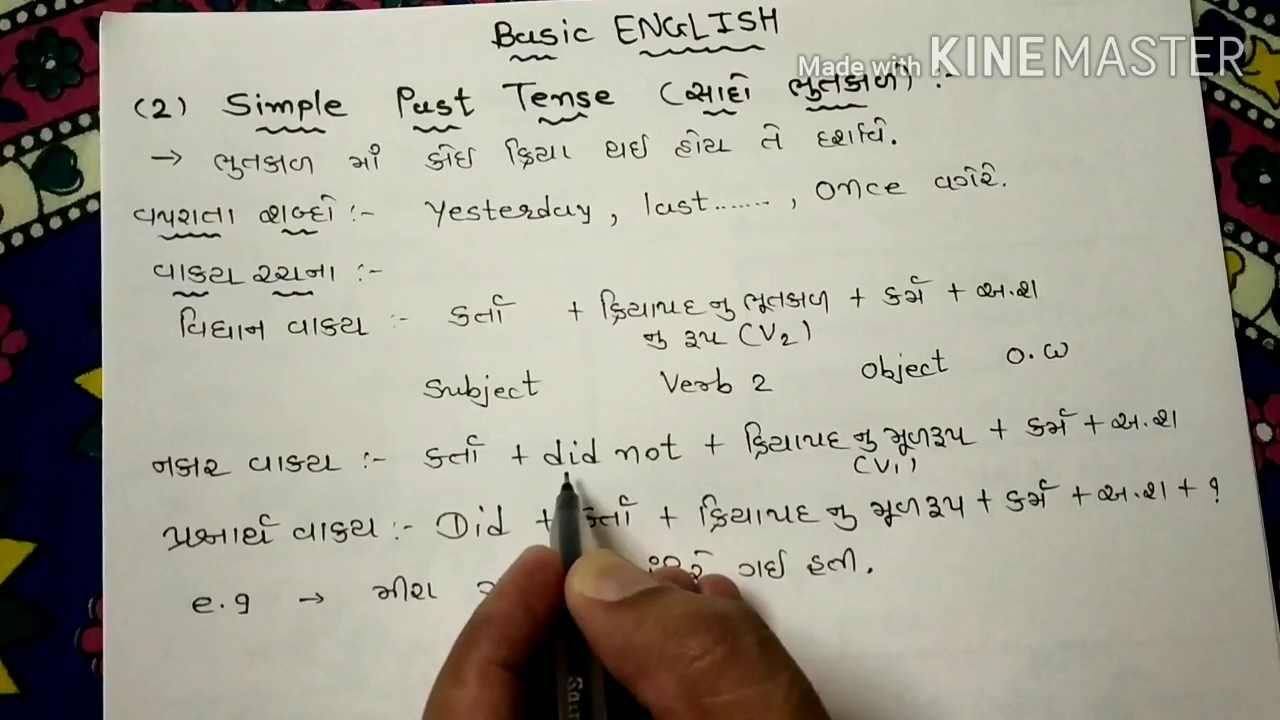 Basic ENGLISH
Made with KINEMASTER
(2) Simple Past Tense (સાદો ભુતકાળ) :-
→ ભુતકાળ માં કોઈ ક્રિયા થઈ હોય તે દર્શાવે.
વપરાતા શબ્દો :- Yesterday, last......., once વગેરે.
વાક્ય રચના :-
વિધાન વાક્ય :- કર્તા + ક્રિયાપદ નુ ભૂતકાળ + કર્મ + અ.શ
નુ રૂપ (V2)
Subject Verb 2 Object O.W
નકાર વાક્ય :- કર્તા + did not + ક્રિયાપદ નુ મૂળરૂપ + કર્મ + અ.શ
(V1)
પ્રશ્નાર્થ વાક્ય :- Did + કર્તા + ક્રિયાપદ નુ મૂળરૂપ + કર્મ + અ.શ + ?
e.g → મીરા ગઈ હતી.